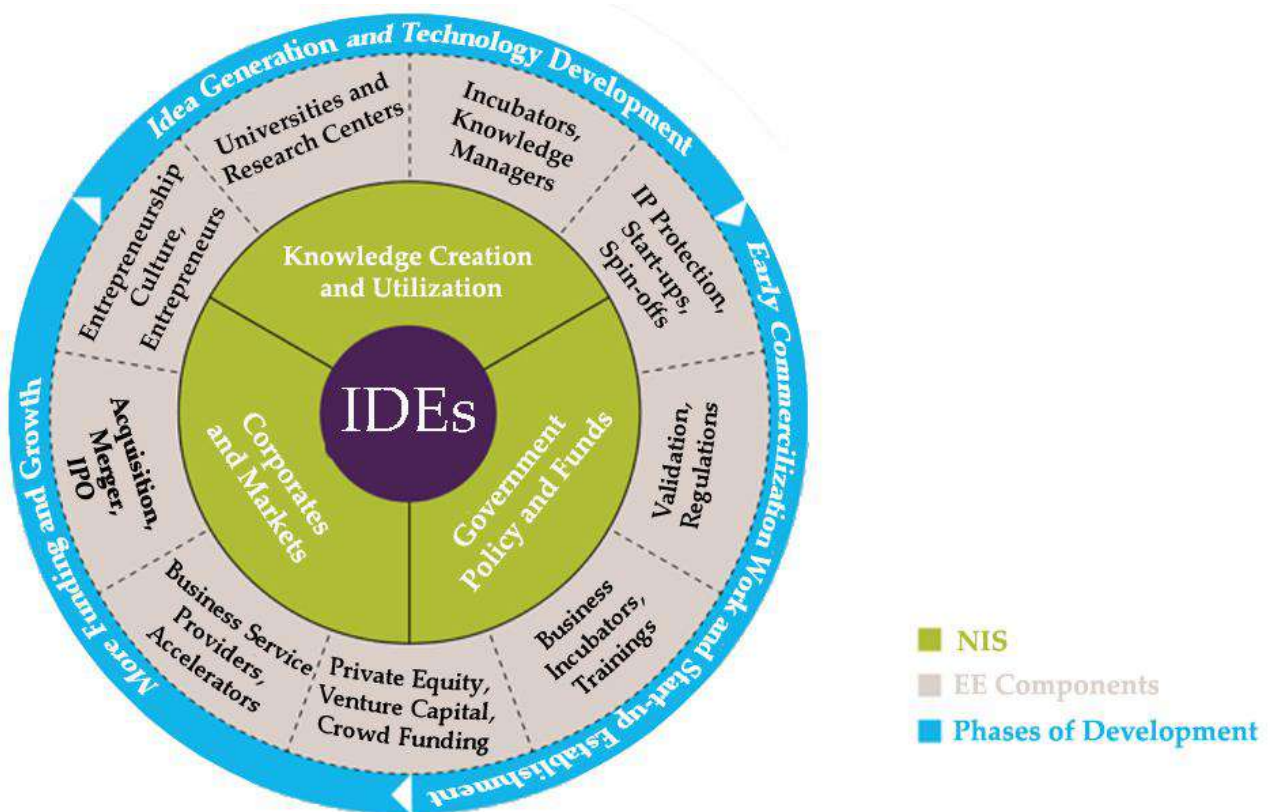 Idea Generation and Technology Development
Early Commercilization Work and Start-up Establishment
More Funding and Growth
Universities and
Research Centers
Incubators,
Knowledge
Managers
IP Protection,
Start-ups,
Spin-offs
Validation,
Regulations
Business
Incubators,
Trainings
Private Equity,
Venture Capital,
Crowd Funding
Business Service
Providers,
Accelerators
Acquisition,
Merger,
IPO
Entrepreneurship
Culture,
Entrepreneurs
Knowledge Creation
and Utilization
Government
Policy and Funds
Corporates
and Markets
IDEs
NIS
EE Components
Phases of Development